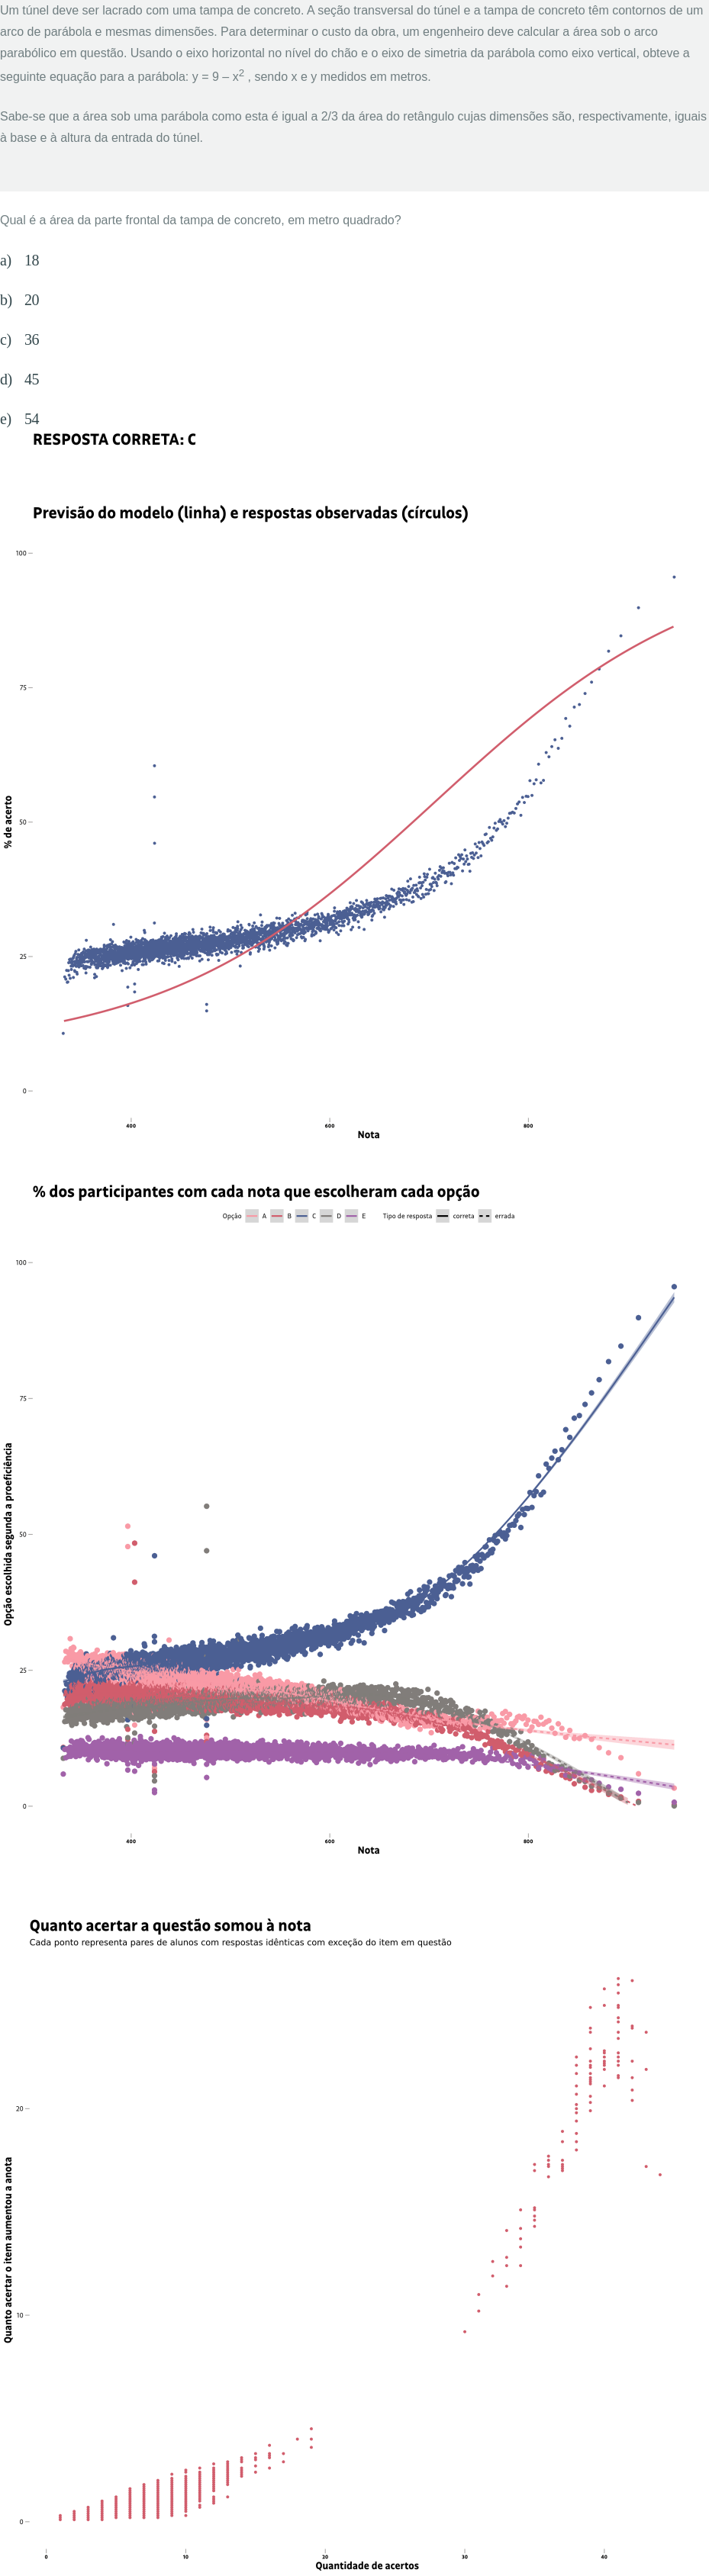 Um túnel deve ser lacrado com uma tampa de concreto. A seção transversal do túnel e a tampa de concreto têm contornos de um
arco de parábola e mesmas dimensões. Para determinar o custo da obra, um engenheiro deve calcular a área sob o arco
parabólico em questão. Usando o eixo horizontal no nível do chão e o eixo de simetria da parábola como eixo vertical, obteve a
seguinte equação para a parábola: y = 9 – x² , sendo x e y medidos em metros.
Sabe-se que a área sob uma parábola como esta é igual a 2/3 da área do retângulo cujas dimensões são, respectivamente, iguais
à base e à altura da entrada do túnel.
Qual é a área da parte frontal da tampa de concreto, em metro quadrado?
a) 18
b) 20
c) 36
d) 45
e) 54
RESPOSTA CORRETA: C
Previsão do modelo (linha) e respostas observadas (círculos)
100
75
50
25
0
% de acerto
400 600 800
Nota
% dos participantes com cada nota que escolheram cada opção
Opção A B C D E Tipo de resposta correta errada
100
75
50
25
0
Opção escolhida segunda a proeficiência
400 600 800
Nota
Quanto acertar a questão somou à nota
Cada ponto representa pares de alunos com respostas idênticas com exceção do item em questão
20
10
0
Quanto acertar o item aumentou a anota
0 10 20 30 40
Quantidade de acertos